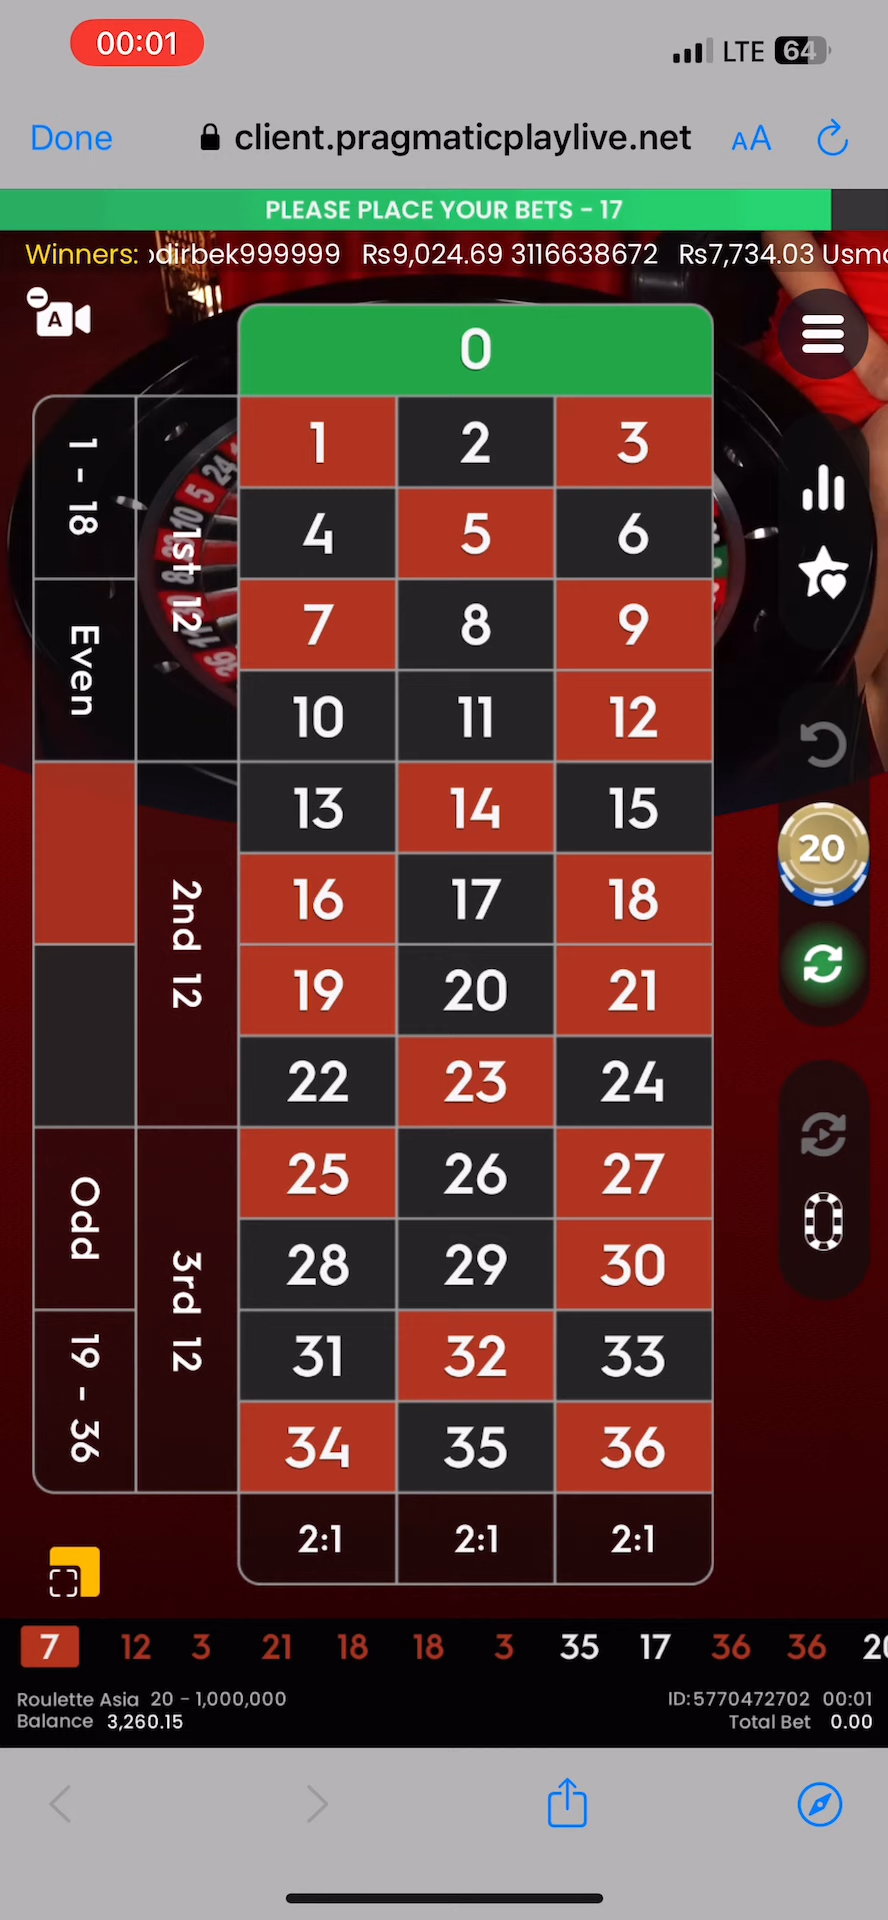 00:01 LTE 64
Done client.pragmaticplaylive.net AA
PLEASE PLACE YOUR BETS - 17
Winners: odirbek999999 Rs9,024.69 3116638672 Rs7,734.03
A
0
1 2 3
4 5 6
7 8 9
10 11 12
13 14 15
16 17 18
19 20 21
22 23 24
25 26 27
28 29 30
31 32 33
34 35 36
2:1 2:1 2:1
1 - 18
Even
Odd
19 - 36
1st 12
2nd 12
3rd 12
24
5
10
20
7 12 3 21 18 18 3 35 17 36 36
Roulette Asia 20 - 1,000,000 ID:5770472702 00:01
Balance 3,260.15 Total Bet 0.00